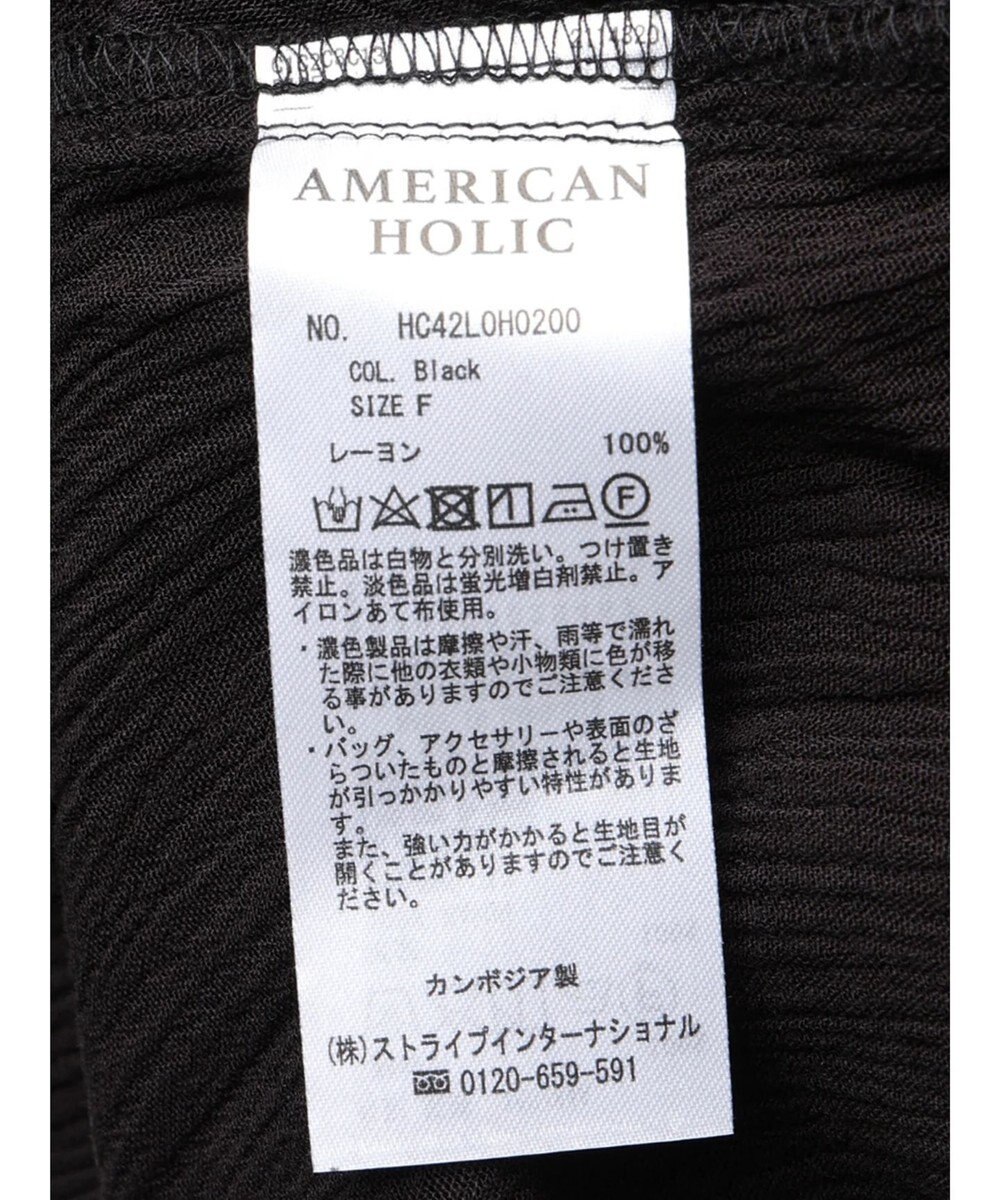 AMERICAN
HOLIC
NO. HC42L0H0200
COL. Black
SIZE F
レーヨン 100%
F
濃色品は白物と分別洗い。つけ置き
禁止。淡色品は蛍光増白剤禁止。ア
イロンあて布使用。
・濃色製品は摩擦や汗、雨等で濡れ
た際に他の衣類や小物類に色が移
る事がありますのでご注意くださ
い。
・バッグ、アクセサリーや表面のざ
らついたものと摩擦されると生地
が引っかかりやすい特性がありま
す。
また、強い力がかかると生地目が
開くことがありますのでご注意く
ださい。
カンボジア製
(株)ストライプインターナショナル
0120-659-591